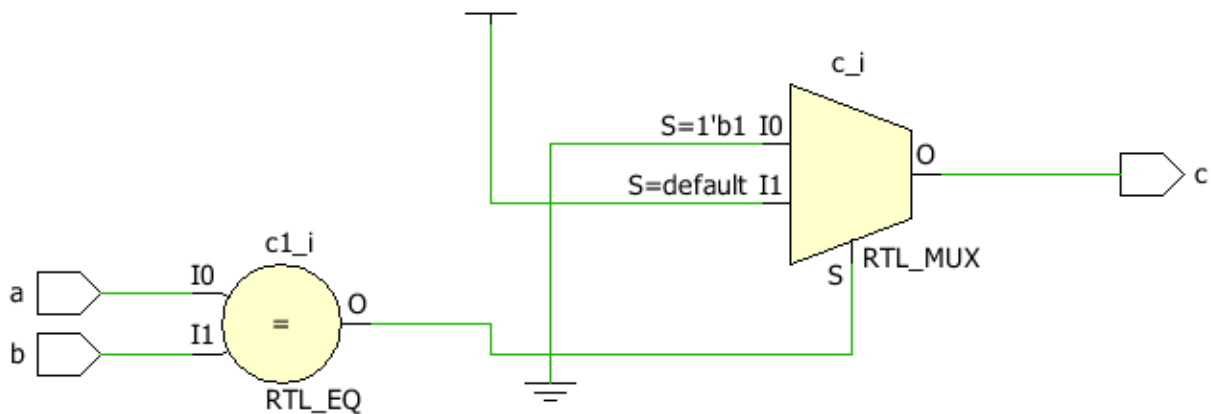 c_i
S=1'b1 I0
O
c
S=default I1
c1_i
RTL_MUX
S
a
I0
O
=
b
I1
RTL_EQ